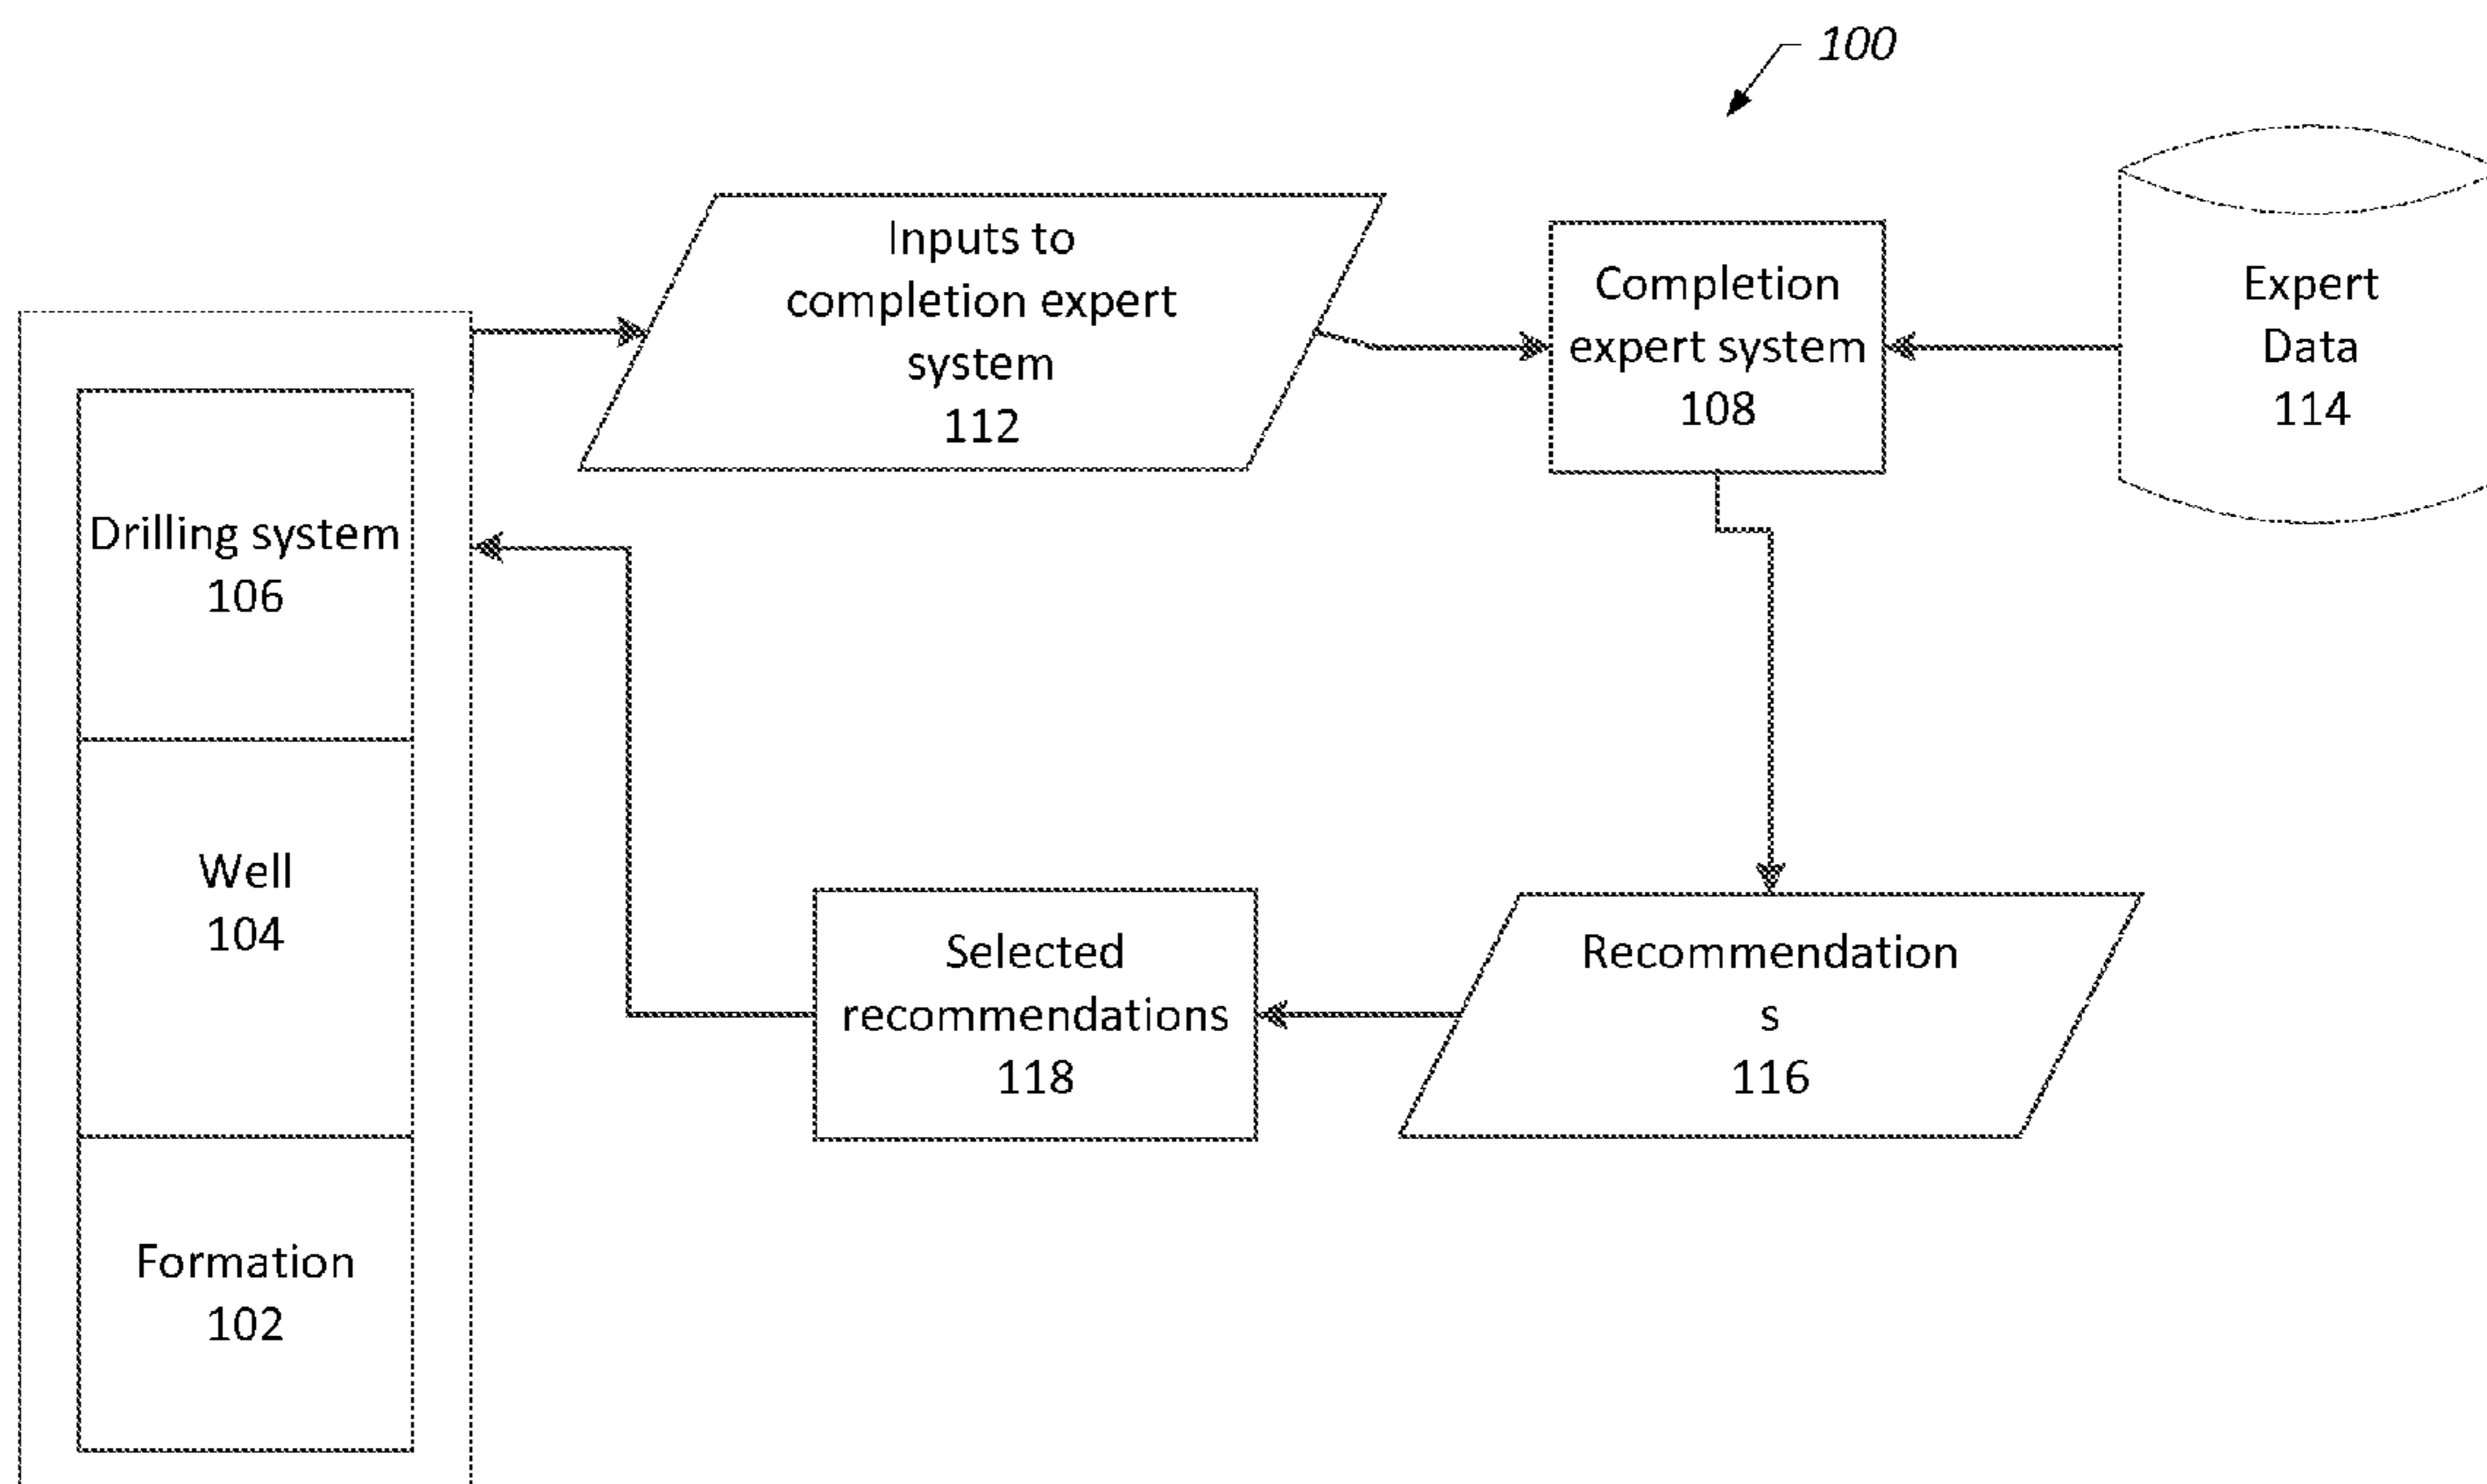 100
Inputs to
completion expert
system
112
Completion
expert system
108
Expert
Data
114
Drilling system
106
Well
104
Formation
102
Selected
recommendations
118
Recommendation
s
116